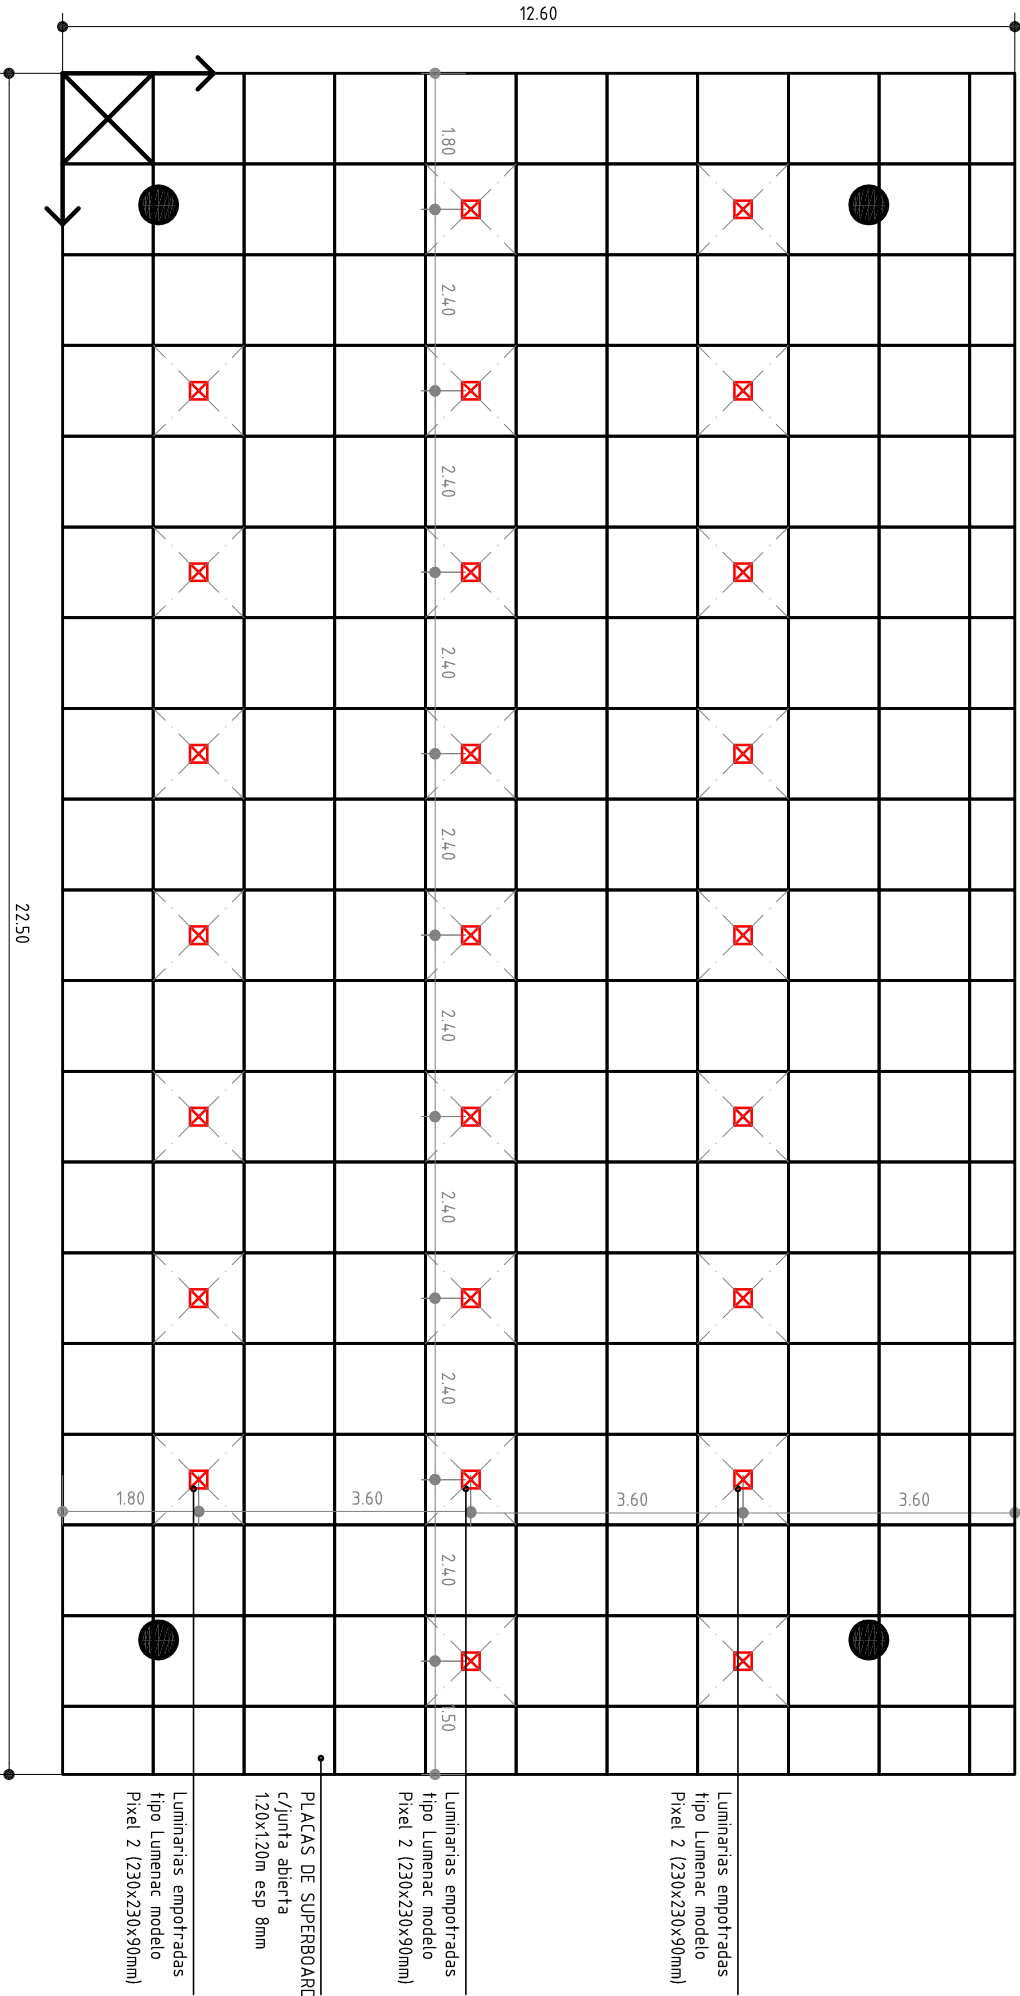 12.60
1.80
2.40
2.40
2.40
2.40
2.40
2.40
2.40
2.40
1.50
22.50
1.80
3.60
3.60
3.60
Luminarias empotradas
tipo Lumenac modelo
Pixel 2 (230x230x90mm)
PLACAS DE SUPERBOARD
c/junta abierta
1.20x1.20m esp 8mm
Luminarias empotradas
tipo Lumenac modelo
Pixel 2 (230x230x90mm)
Luminarias empotradas
tipo Lumenac modelo
Pixel 2 (230x230x90mm)